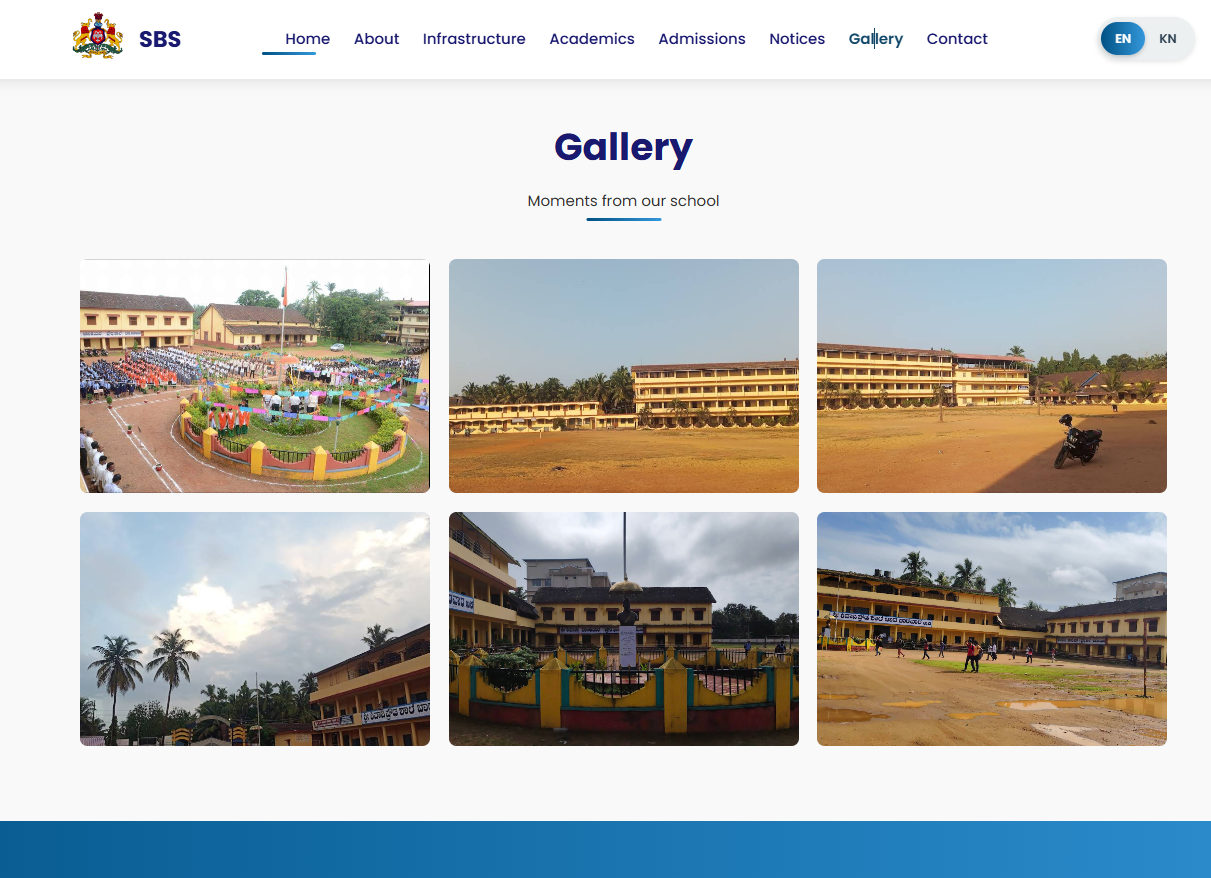 SBS
Home About Infrastructure Academics Admissions Notices Gallery Contact
EN KN
Gallery
Moments from our school